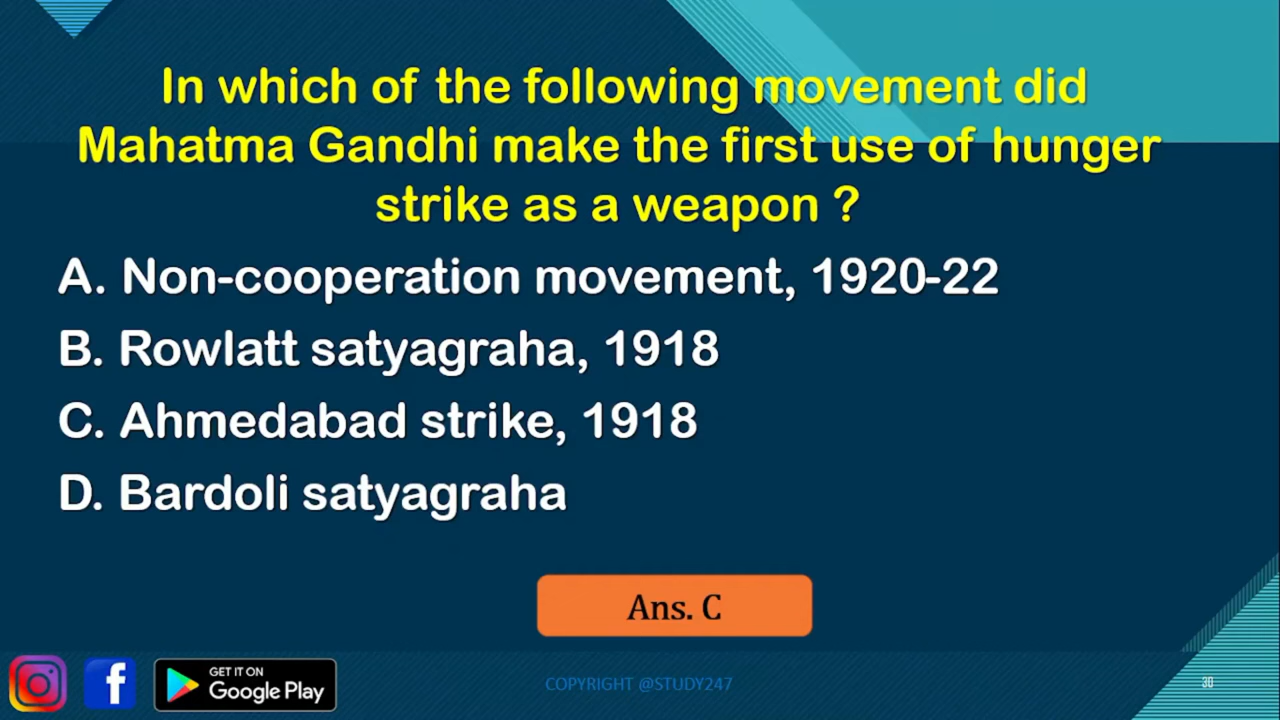 In which of the following movement did
Mahatma Gandhi make the first use of hunger
strike as a weapon ?
A. Non-cooperation movement, 1920-22
B. Rowlatt satyagraha, 1918
C. Ahmedabad strike, 1918
D. Bardoli satyagraha
Ans. C
GET IT ON
Google Play
COPYRIGHT @STUDY247
30